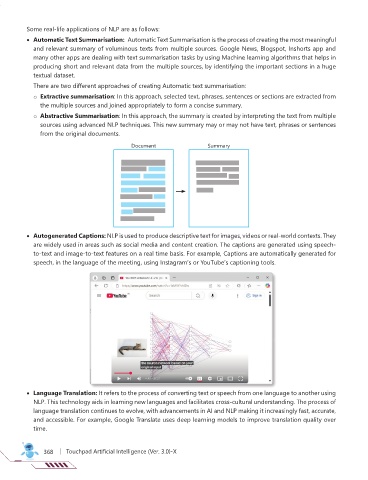 Some real-life applications of NLP are as follows:
• Automatic Text Summarisation: Automatic Text Summarisation is the process of creating the most meaningful
and relevant summary of voluminous texts from multiple sources. Google News, Blogspot, Inshorts app and
many other apps are dealing with text summarisation tasks by using Machine learning algorithms that helps in
producing short and relevant data from the multiple sources, by identifying the important sections in a huge
textual dataset.
There are two different approaches of creating Automatic text summarisation:
o Extractive summarisation: In this approach, selected text, phrases, sentences or sections are extracted from
the multiple sources and joined appropriately to form a concise summary.
o Abstractive Summarisation: In this approach, the summary is created by interpreting the text from multiple
sources using advanced NLP techniques. This new summary may or may not have text, phrases or sentences
from the original documents.
Document Summary
• Autogenerated Captions: NLP is used to produce descriptive text for images, videos or real-world contexts. They
are widely used in areas such as social media and content creation. The captions are generated using speech-
to-text and image-to-text features on a real time basis. For example, Captions are automatically generated for
speech, in the language of the meeting, using Instagram's or YouTube's captioning tools.
YouTube Search Sign in
• Language Translation: It refers to the process of converting text or speech from one language to another using
NLP. This technology aids in learning new languages and facilitates cross-cultural understanding. The process of
language translation continues to evolve, with advancements in AI and NLP making it increasingly fast, accurate,
and accessible. For example, Google Translate uses deep learning models to improve translation quality over
time.
368 | Touchpad Artificial Intelligence (Ver. 3.0)-X